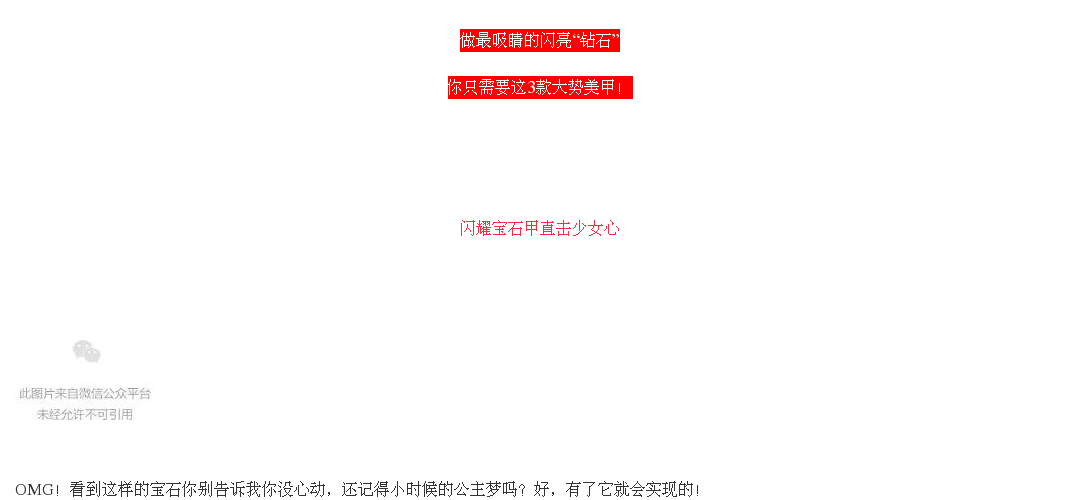 做最吸睛的闪亮“钻石”
你只需要这3款大势美甲！
闪耀宝石甲直击少女心
此图片来自微信公众平台
未经允许不可引用
OMG！看到这样的宝石你别告诉我你没心动，还记得小时候的公主梦吗？好，有了它就会实现的！